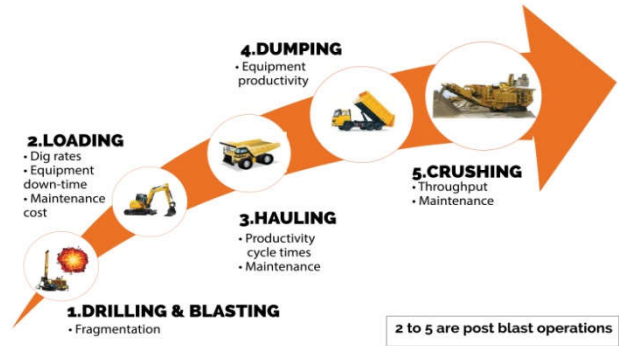 1.DRILLING & BLASTING
• Fragmentation
2.LOADING
• Dig rates
• Equipment
down-time
• Maintenance
cost
3.HAULING
• Productivity
cycle times
• Maintenance
4.DUMPING
• Equipment
productivity
5.CRUSHING
• Throughput
• Maintenance
2 to 5 are post blast operations